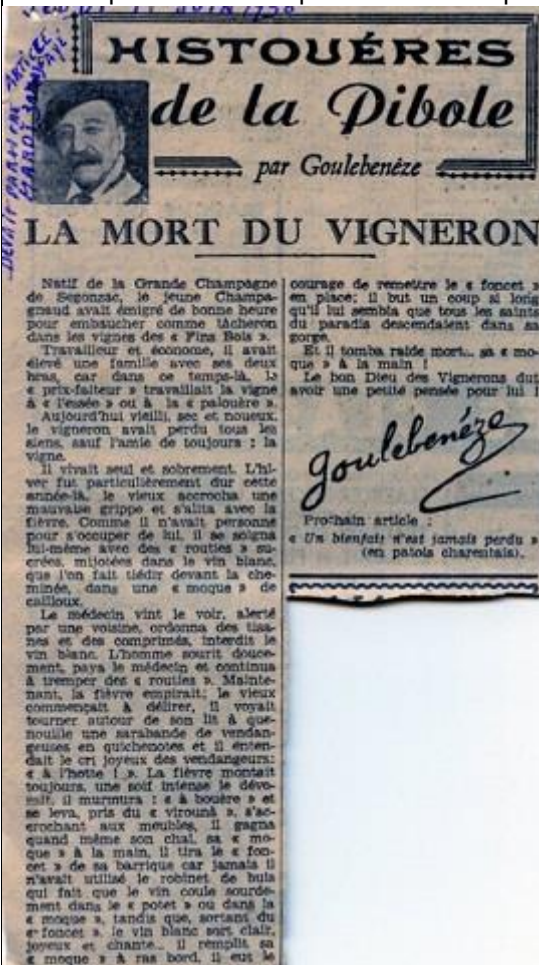 1938
ARTICLE
HISTOUÉRES
de la Pibole
par Goulebenéze
LA MORT DU VIGNERON
Natif de la Grande Champagne
de Segonzac, le jeune Champa-
gnaud avait émigré de bonne heure
pour embaucher comme tâcheron
dans les vignes des « Fins Bois ».
Travailleur et économe, il avait
élevé une famille avec ses deux
bras, car dans ce temps-là, le
« prix-faiteur » travaillait la vigne
à « l'essée » ou à la « palouère ».
Aujourd'hui vieilli, sec et noueux,
le vigneron avait perdu tous les
siens, sauf l'amie de toujours : la
vigne.
Il vivait seul et sobrement. L'hi-
ver fut particulièrement dur cette
année-là, le vieux accrocha une
mauvaise grippe et s'alita avec la
fièvre. Comme il n'avait personne
pour s'occuper de lui, il se soigna
lui-même avec des « routies » su-
crées, mijotées dans le vin blanc,
que l'on fait tiédir devant la che-
minée, dans une « moque » de
cailloux.
Le médecin vint le voir, alerté
par une voisine, ordonna des tisa-
nes et des comprimés, interdit le
vin blanc. L'homme sourit douce-
ment, paya le médecin et continua
à tremper des « routies ». Mainte-
nant, la fièvre empirait; le vieux
commençait à délirer, il voyait
tourner autour de son lit à que-
nouille une sarabande de vendan-
geuses en quichenotes et il enten-
dait le cri joyeux des vendangeurs:
« à l'hotte ! ». La fièvre montait
toujours, une soif intense le dévo-
rait, il murmura : « à bouère » et
se leva, pris du « virounâ », s'ac-
crochant aux meubles, il gagna
quand même son chai, sa « mo-
que » à la main, il tira le « fon-
cet » de sa barrique car jamais il
n'avait utilisé le robinet de buis
qui fait que le vin coule sourde-
ment dans le « potet » ou dans la
« moque », tandis que, sortant du
« foncet », le vin blanc sort clair,
joyeux et chante... il remplit sa
« moque » à ras bord, il eut le
courage de remettre le « foncet »
en place; il but un coup si long
qu'il lui sembla que tous les saints
du paradis descendaient dans sa
gorge.
Et il tomba raide mort... sa « mo-
que » à la main !
Le bon Dieu des Vignerons dut
avoir une petite pensée pour lui !
Goulebenéze
Prochain article :
« Un bienfait n'est jamais perdu »
(en patois charentais).